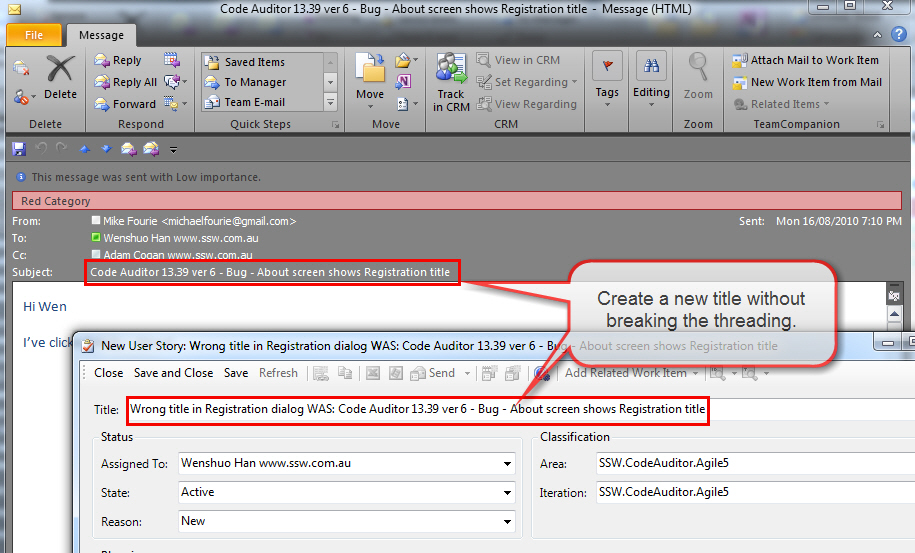 Code Auditor 13.39 ver 6 - Bug - About screen shows Registration title - Message (HTML)
File
Message
Delete
Delete
Reply
Reply All
Forward
Respond
Saved Items
To Manager
Team E-mail
Quick Steps
Move
Move
Track in CRM
View in CRM
Set Regarding
View Regarding
CRM
Tags
Editing
Zoom
Zoom
Attach Mail to Work Item
New Work Item from Mail
Related Items
TeamCompanion
This message was sent with Low importance.
Red Category
From: Mike Fourie <michaelfourie@gmail.com>
Sent: Mon 16/08/2010 7:10 PM
To: Wenshuo Han www.ssw.com.au
Cc: Adam Cogan www.ssw.com.au
Subject: Code Auditor 13.39 ver 6 - Bug - About screen shows Registration title
Hi Wen
I've click
Create a new title without
breaking the threading.
New User Story: Wrong title in Registration dialog WAS: Code Auditor 13.39 ver 6 - Bug - About screen shows Registration title
Close Save and Close Save Refresh Send Add Related Work Item
Title: Wrong title in Registration dialog WAS: Code Auditor 13.39 ver 6 - Bug - About screen shows Registration title
Status
Assigned To: Wenshuo Han www.ssw.com.au
State: Active
Reason: New
Classification
Area: SSW.CodeAuditor.Agile5
Iteration: SSW.CodeAuditor.Agile5